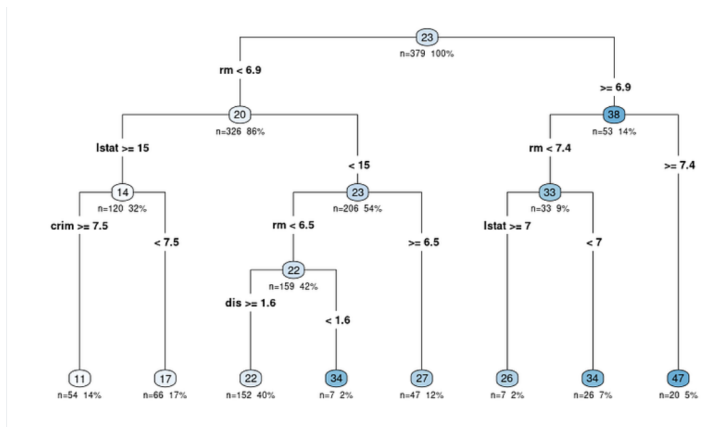 23
n=379 100%
rm < 6.9
>= 6.9
20
n=326 86%
38
n=53 14%
lstat >= 15
< 15
rm < 7.4
>= 7.4
14
n=120 32%
23
n=206 54%
33
n=33 9%
crim >= 7.5
< 7.5
rm < 6.5
>= 6.5
lstat >= 7
< 7
22
n=159 42%
dis >= 1.6
< 1.6
11
n=54 14%
17
n=66 17%
22
n=152 40%
34
n=7 2%
27
n=47 12%
26
n=7 2%
34
n=26 7%
47
n=20 5%